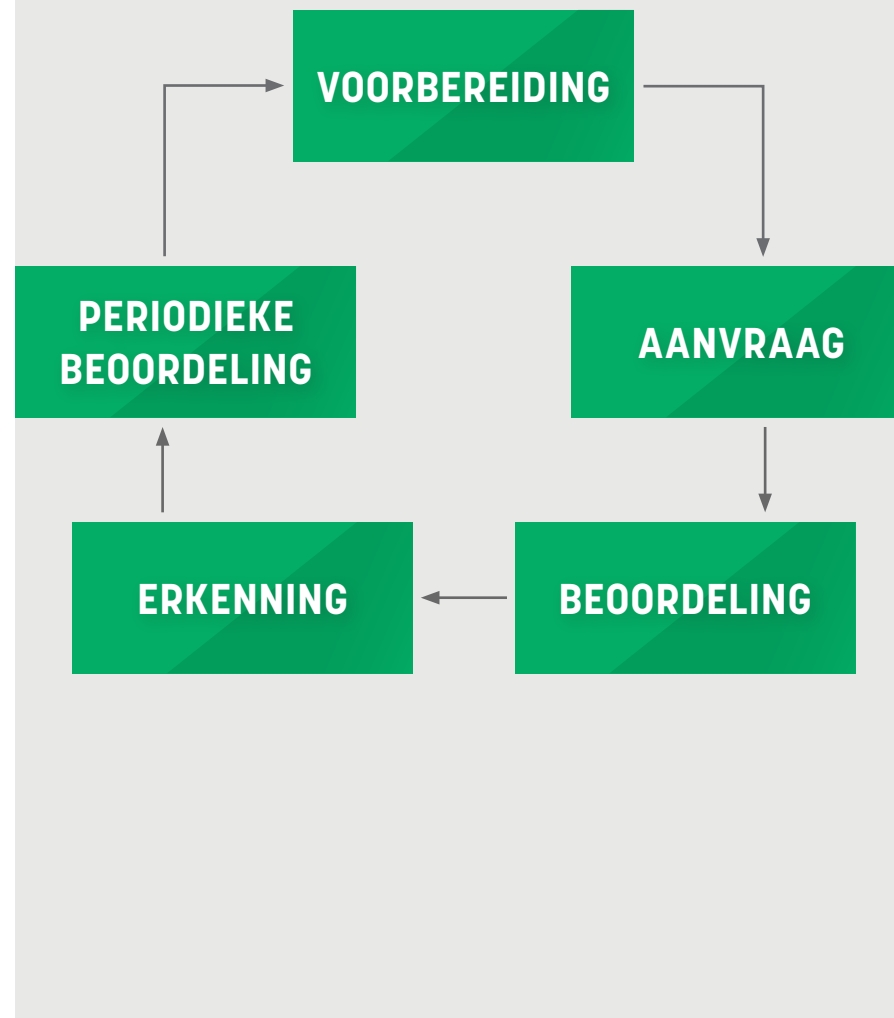 VOORBEREIDING
PERIODIEKE
BEOORDELING
AANVRAAG
ERKENNING
BEOORDELING